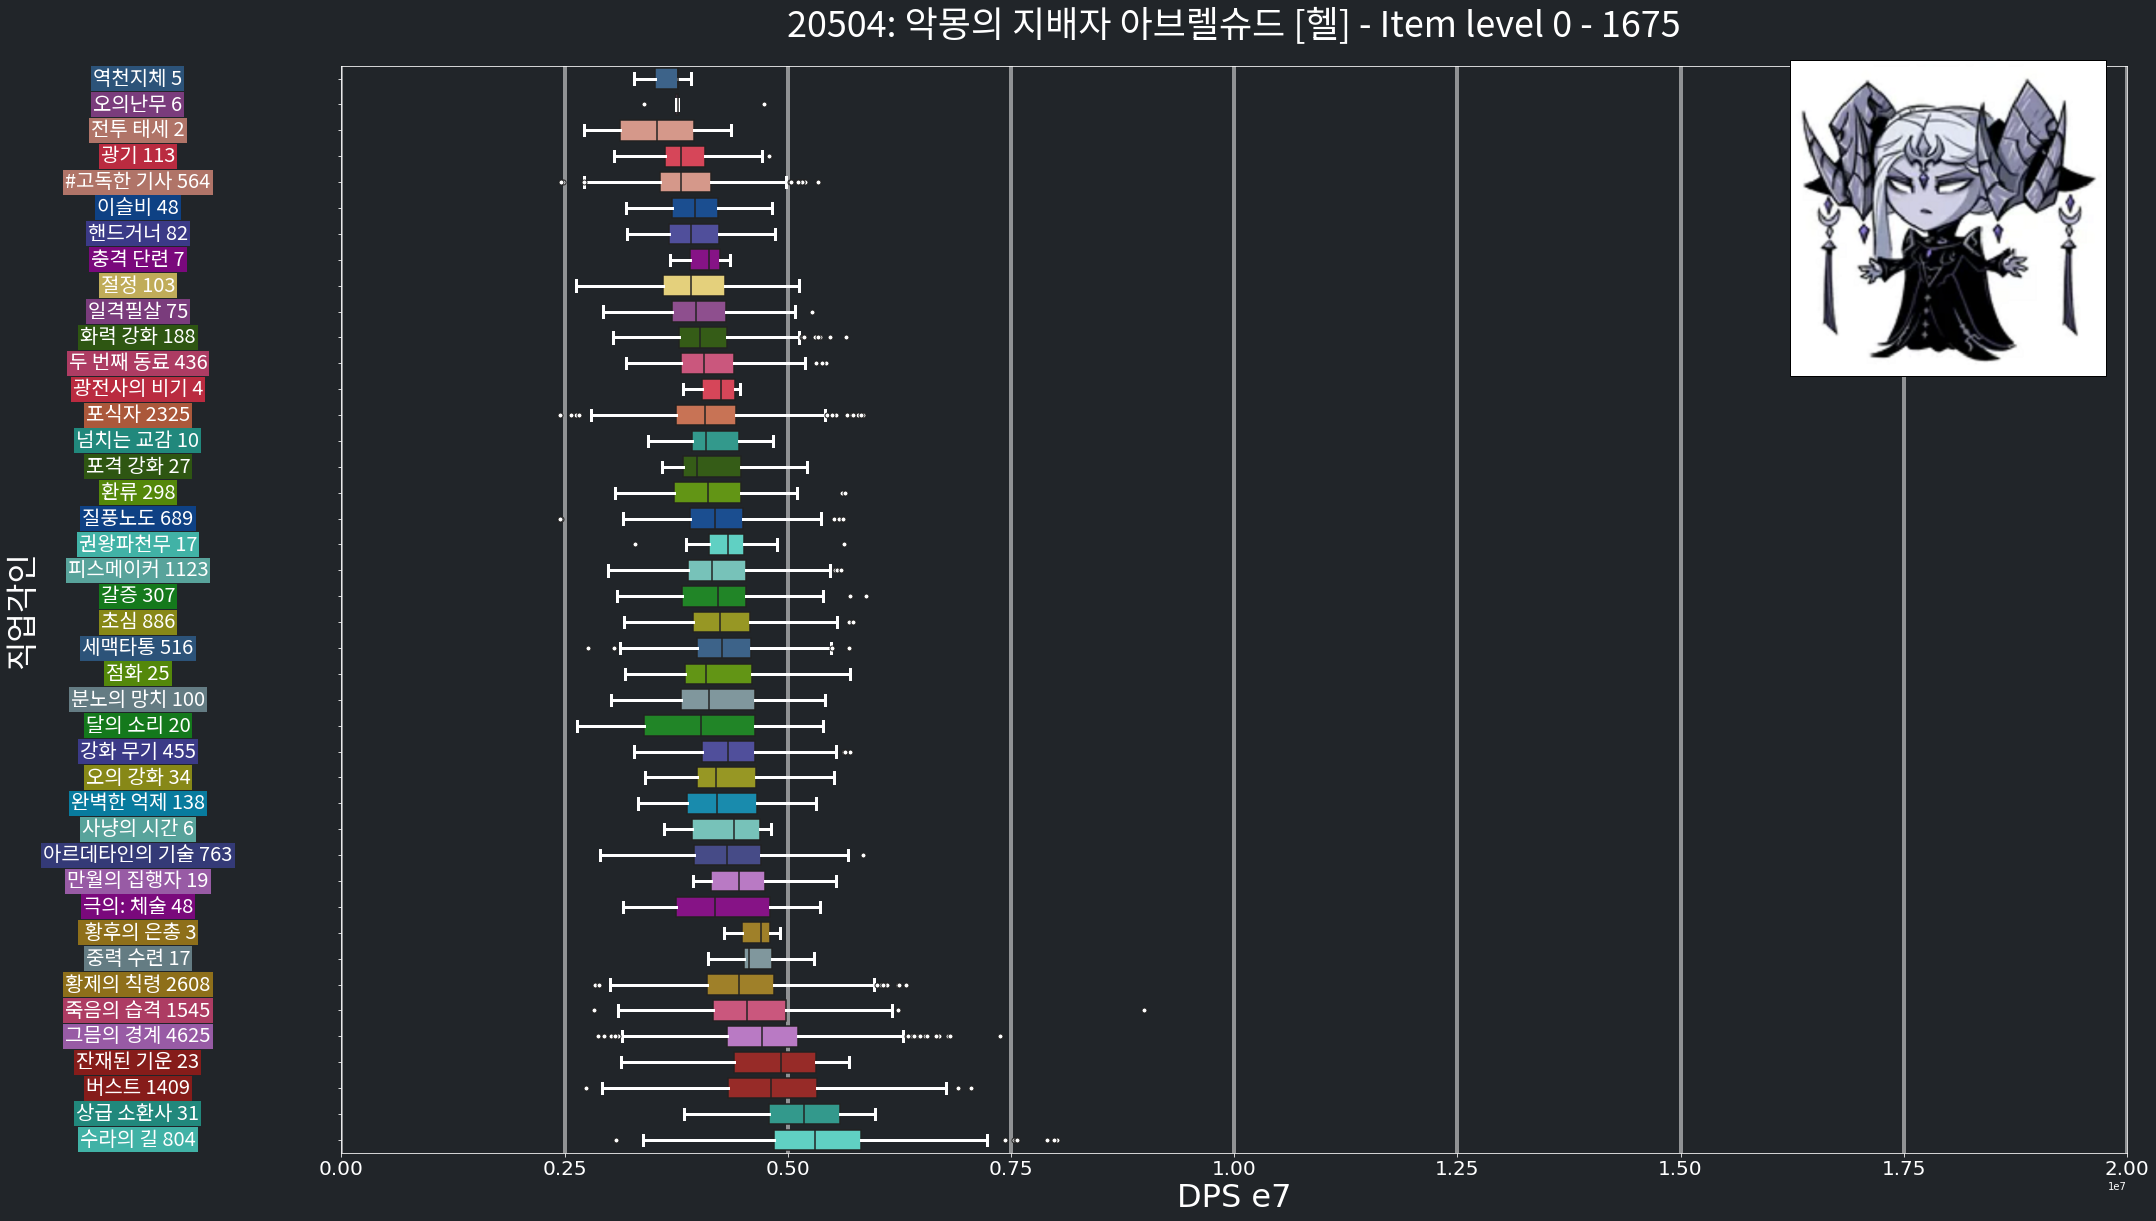 20504: 악몽의 지배자 아브렐슈드 [헬] - Item level 0 - 1675
직업각인
역천지체 5
오의난무 6
전투 태세 2
광기 113
#고독한 기사 564
이슬비 48
핸드거너 82
충격 단련 7
절정 103
일격필살 75
화력 강화 188
두 번째 동료 436
광전사의 비기 4
포식자 2325
넘치는 교감 10
포격 강화 27
환류 298
질풍노도 689
권왕파천무 17
피스메이커 1123
갈증 307
초심 886
세맥타통 516
점화 25
분노의 망치 100
달의 소리 20
강화 무기 455
오의 강화 34
완벽한 억제 138
사냥의 시간 6
아르데타인의 기술 763
만월의 집행자 19
극의: 체술 48
황후의 은총 3
중력 수련 17
황제의 칙령 2608
죽음의 습격 1545
그믐의 경계 4625
잔재된 기운 23
버스트 1409
상급 소환사 31
수라의 길 804
0.00 0.25 0.50 0.75 1.00 1.25 1.50 1.75 2.00
1e7
DPS e7